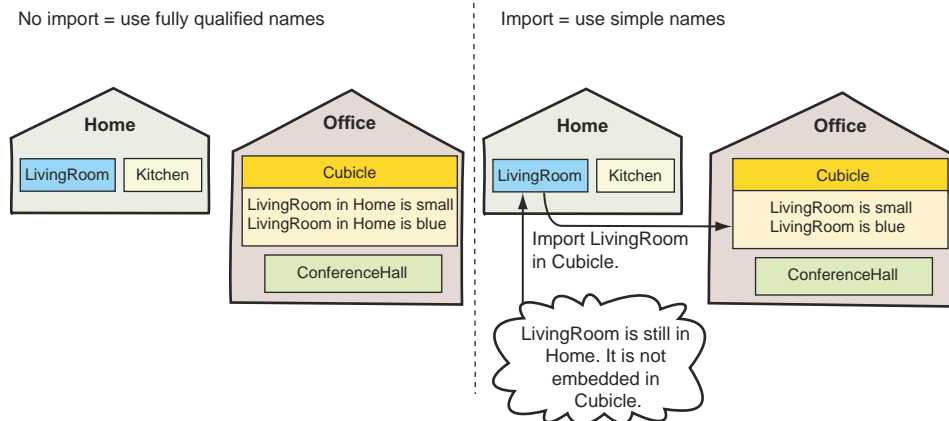 No import = use fully qualified names
Home
LivingRoom
Kitchen
Office
Cubicle
LivingRoom in Home is small
LivingRoom in Home is blue
ConferenceHall
Import = use simple names
Home
LivingRoom
Kitchen
Import LivingRoom
in Cubicle.
Office
Cubicle
LivingRoom is small
LivingRoom is blue
ConferenceHall
LivingRoom is still in
Home. It is not
embedded in
Cubicle.